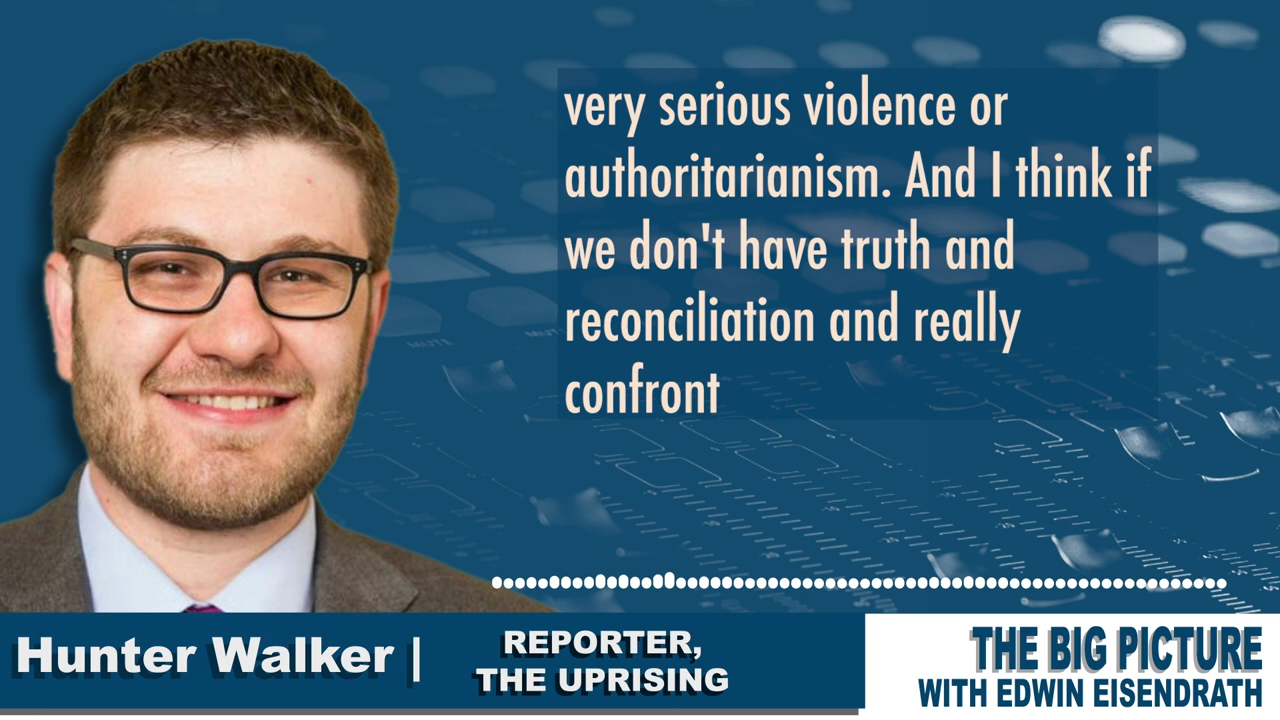 very serious violence or
authoritarianism. And I think if
we don't have truth and
reconciliation and really
confront
MUTE
Hunter Walker |
REPORTER,
THE UPRISING
THE BIG PICTURE
WITH EDWIN EISENDRATH